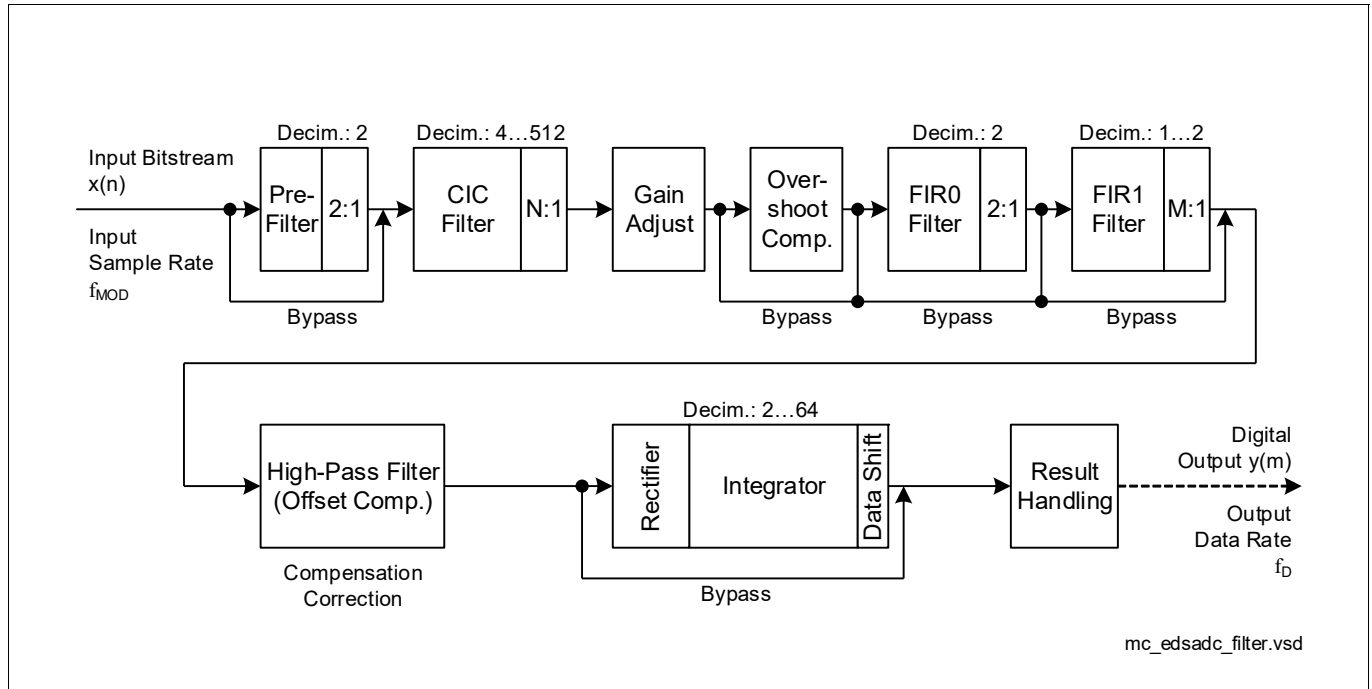 Decim.: 2
Decim.: 4...512
Decim.: 2
Decim.: 1...2
Input Bitstream
x(n)
Input
Sample Rate
fMOD
Pre-
Filter
2:1
CIC
Filter
N:1
Gain
Adjust
Over-
shoot
Comp.
FIR0
Filter
2:1
FIR1
Filter
M:1
Bypass
Bypass
Bypass
Bypass
Decim.: 2...64
High-Pass Filter
(Offset Comp.)
Compensation
Correction
Rectifier
Integrator
Data Shift
Bypass
Result
Handling
Digital
Output y(m)
Output
Data Rate
fD
mc_edsadc_filter.vsd